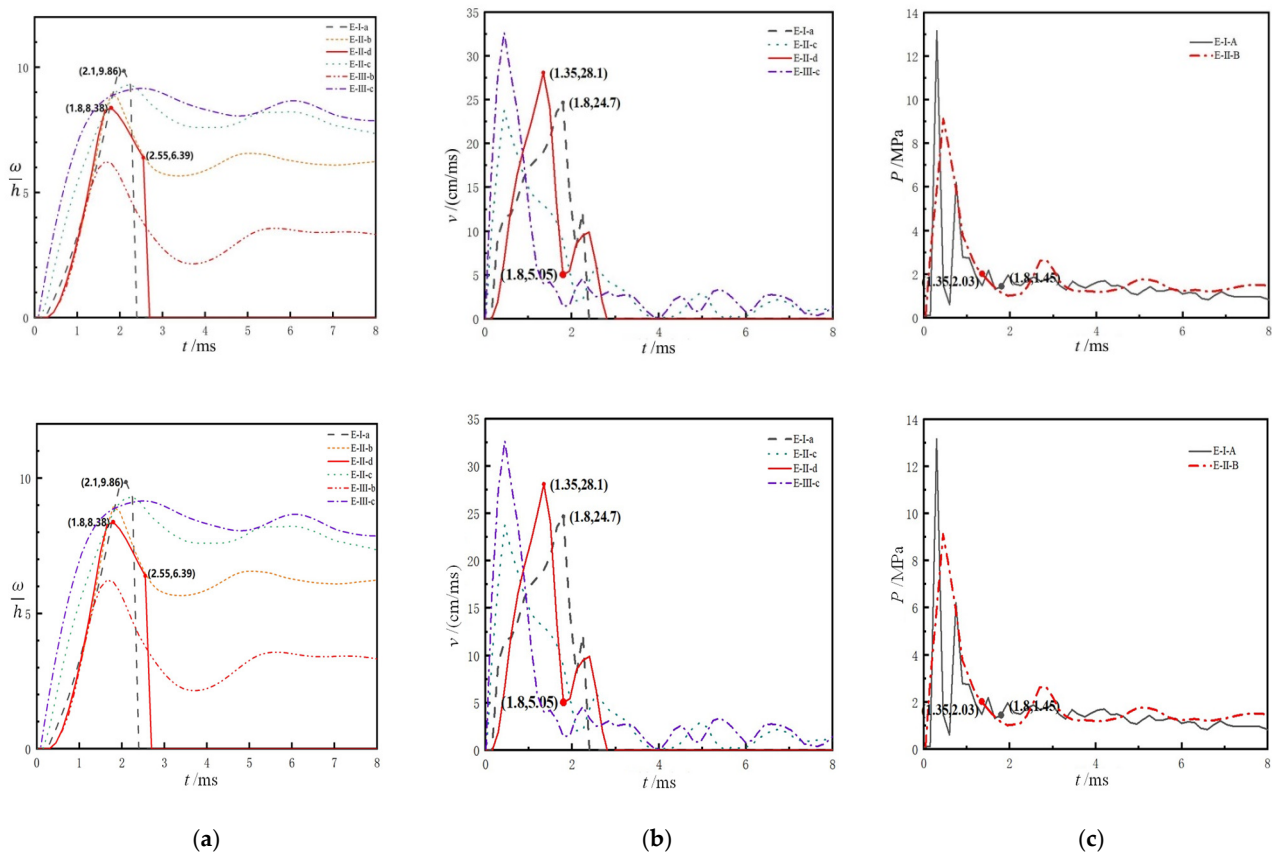 E-I-a
E-II-b
E-II-d
E-II-c
E-III-b
E-III-c
(2.1,9.86)
(1.8,8.38)
(2.55,6.39)
ω
h
10
5
0
0 1 2 3 4 5 6 7 8
t /ms
35
30
25
20
15
10
5
0
v /(cm/ms)
E-I-a
E-II-c
E-II-d
E-III-c
(1.35,28.1)
(1.8,24.7)
(1.8,5.05)
0 2 4 6 8
t /ms
14
12
10
8
6
4
2
0
P /MPa
E-I-A
E-II-B
(1.35,2.03)
(1.8,1.45)
0 2 4 6 8
t /ms
E-I-a
E-II-b
E-II-d
E-II-c
E-III-b
E-III-c
(2.1,9.86)
(1.8,8.38)
(2.55,6.39)
ω
h
10
5
0
0 1 2 3 4 5 6 7 8
t /ms
35
30
25
20
15
10
5
0
v /(cm/ms)
E-I-a
E-II-c
E-II-d
E-III-c
(1.35,28.1)
(1.8,24.7)
(1.8,5.05)
0 2 4 6 8
t /ms
14
12
10
8
6
4
2
0
P /MPa
E-I-A
E-II-B
(1.35,2.03)
(1.8,1.45)
0 2 4 6 8
t /ms
(a) (b) (c)